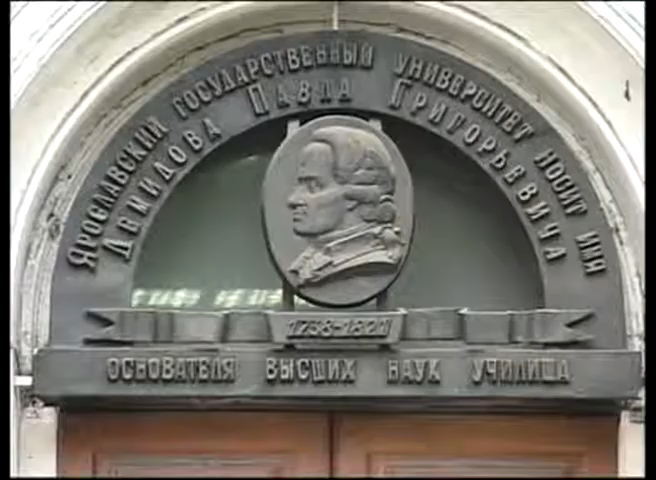 Ярославский государственный университет носит имя
Демидова Павла Григорьевича
1738-1821
основателя высших наук училища